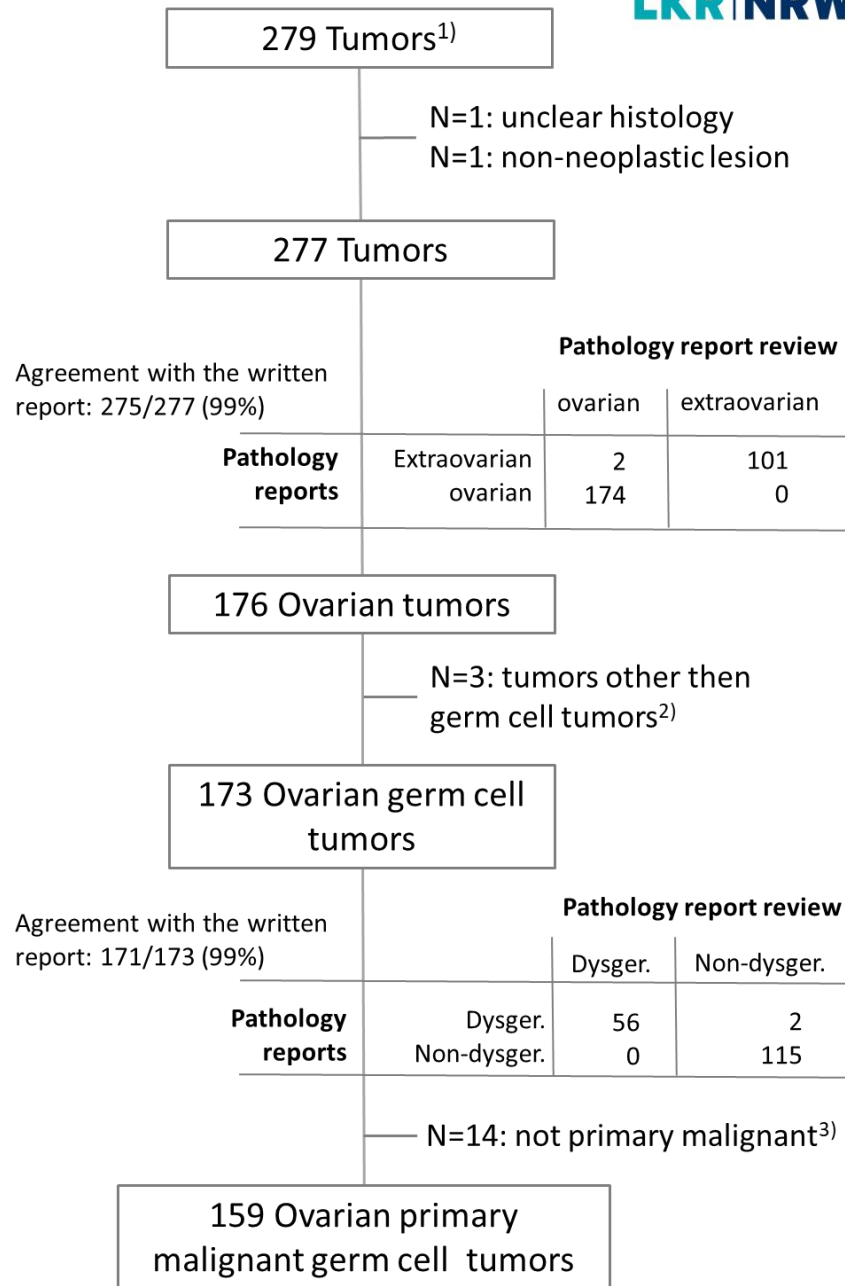 LKR|NRW
279 Tumors1)
N=1: unclear histology
N=1: non-neoplastic lesion
277 Tumors
Agreement with the written
report: 275/277 (99%)
Pathology report review
ovarian extraovarian
Pathology Extraovarian 2 101
reports ovarian 174 0
176 Ovarian tumors
N=3: tumors other then
germ cell tumors2)
173 Ovarian germ cell
tumors
Agreement with the written
report: 171/173 (99%)
Pathology report review
Dysger. Non-dysger.
Pathology Dysger. 56 2
reports Non-dysger. 0 115
N=14: not primary malignant3)
159 Ovarian primary
malignant germ cell tumors